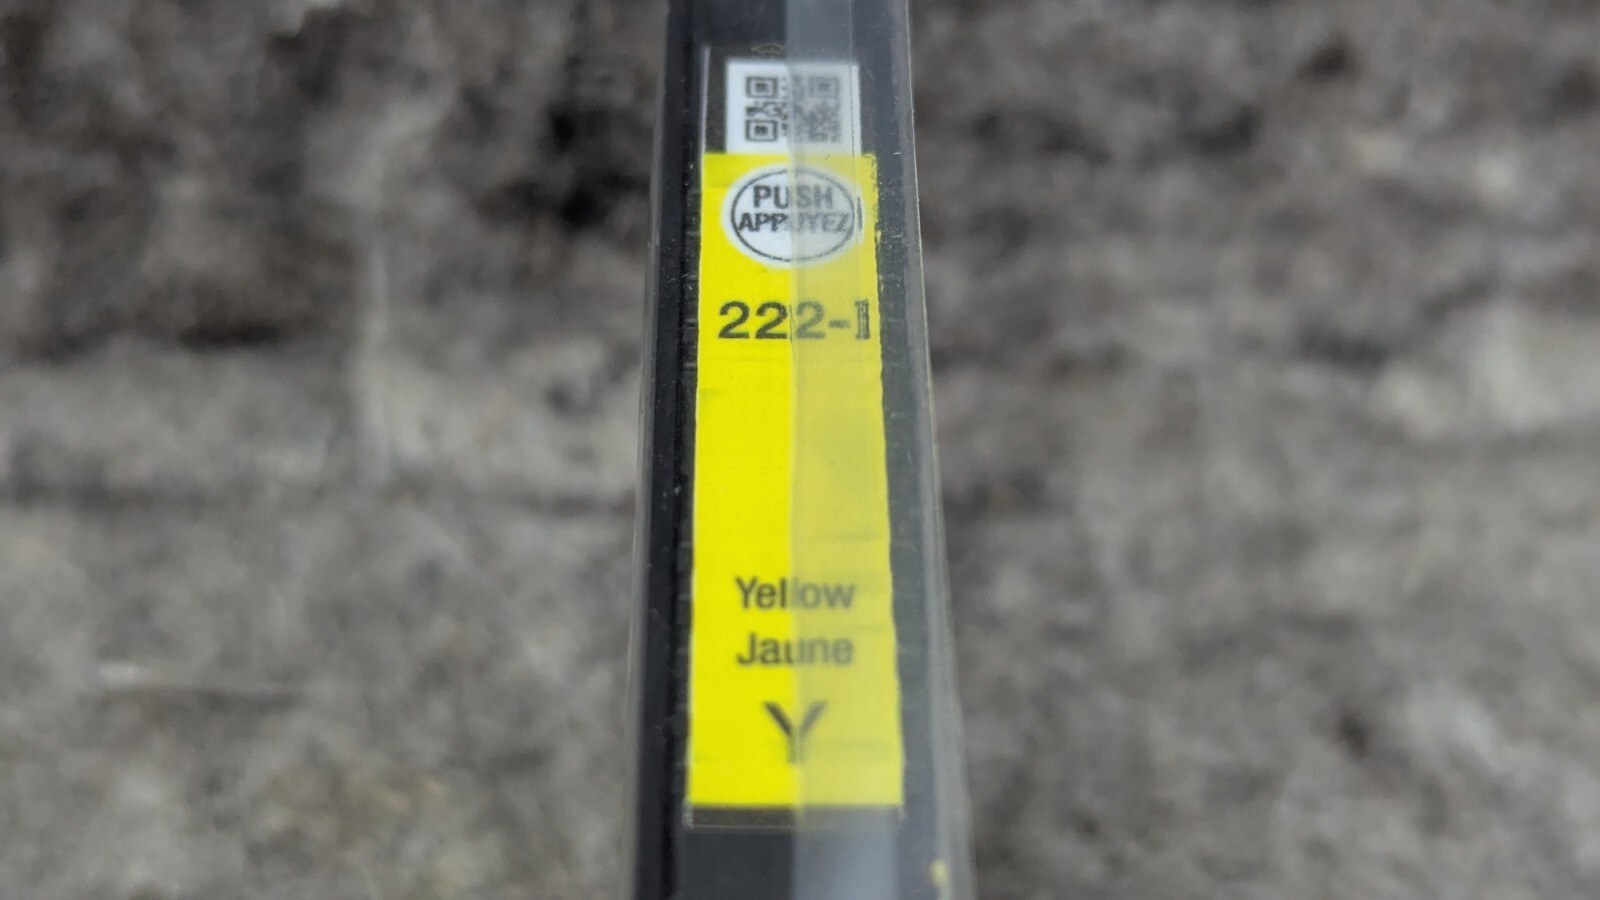 PUSH
APPUYEZ
222-I
Yellow
Jaune
Y